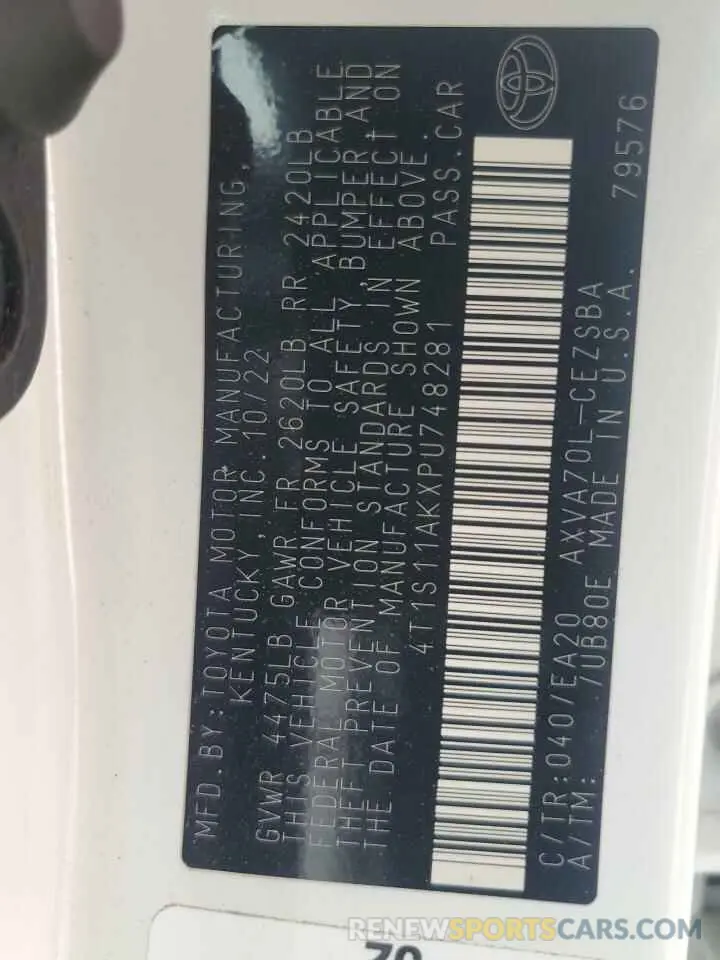 MFD.BY:TOYOTA MOTOR MANUFACTURING,
KENTUCKY, INC.10/22
GVWR 4475LB GAWR FR 2620LB RR 2420LB
THIS VEHICLE CONFORMS TO ALL APPLICABLE
FEDERAL MOTOR VEHICLE SAFETY, BUMPER, AND
THEFT PREVENTION STANDARDS IN EFFECT ON
THE DATE OF MANUFACTURE SHOWN ABOVE.
4T1S11AKXPU748281 PASS.CAR
C/TR:040/EA20 AXVA70L-CEZSBA 79576
A/TM: 7UB80E MADE IN U.S.A.
RENEWSPORTSCARS.COM